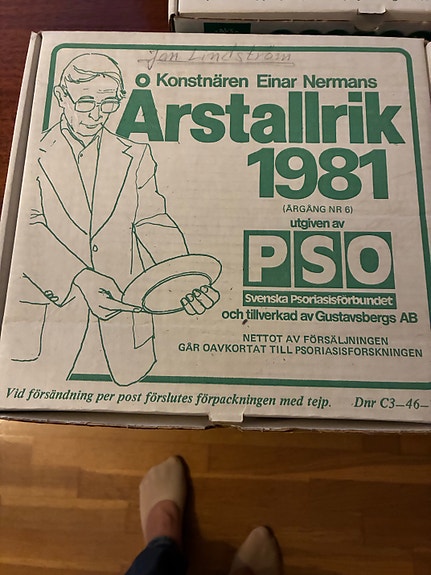 Jan Lindström
Konstnären Einar Nermans
Årstallrik
1981
(ÄRGÅNG NR 6)
utgiven av
PSO
Svenska Psoriasisförbundet
och tillverkad av Gustavsbergs AB
NETTOT AV FÖRSÄLJNINGEN
GÅR OAVKORTAT TILL PSORIASISFORSKNINGEN
Vid försändning per post förslutes förpackningen med tejp. Dnr C3–46–